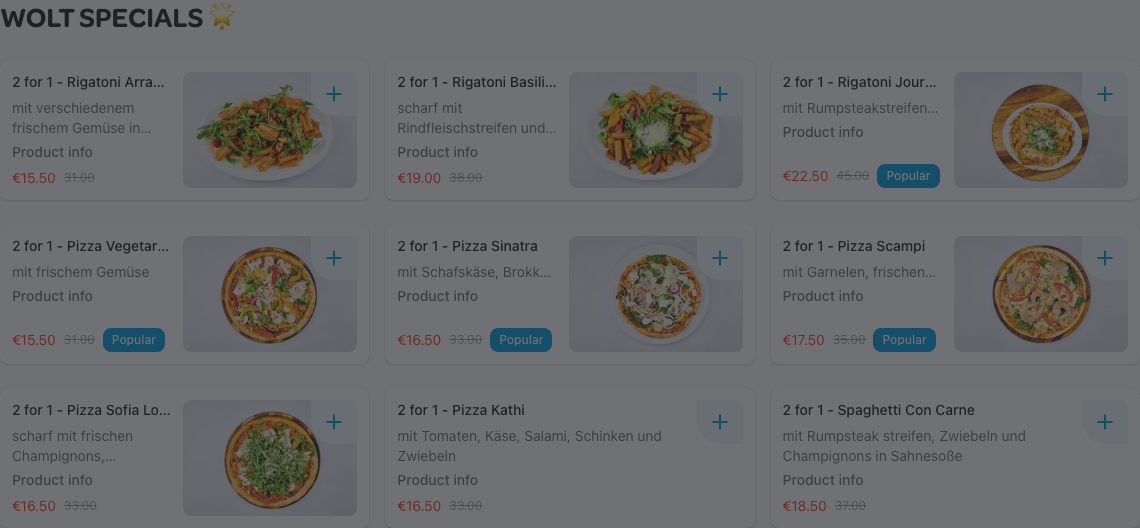 WOLT SPECIALS 🌟
2 for 1 - Rigatoni Arra...
mit verschiedenem
frischem Gemüse in...
Product info
€15.50 31.00
2 for 1 - Rigatoni Basili...
scharf mit
Rindfleischstreifen und...
Product info
€19.00 38.00
2 for 1 - Rigatoni Jour...
mit Rumpsteakstreifen...
Product info
€22.50 45.00 Popular
2 for 1 - Pizza Vegetar...
mit frischem Gemüse
Product info
€15.50 31.00 Popular
2 for 1 - Pizza Sinatra
mit Schafskäse, Brokk...
Product info
€16.50 33.00 Popular
2 for 1 - Pizza Scampi
mit Garnelen, frischen...
Product info
€17.50 35.00 Popular
2 for 1 - Pizza Sofia Lo...
scharf mit frischen
Champignons,...
Product info
€16.50 33.00
2 for 1 - Pizza Kathi
mit Tomaten, Käse, Salami, Schinken und
Zwiebeln
Product info
€16.50 33.00
2 for 1 - Spaghetti Con Carne
mit Rumpsteak streifen, Zwiebeln und
Champignons in Sahnesoße
Product info
€18.50 37.00